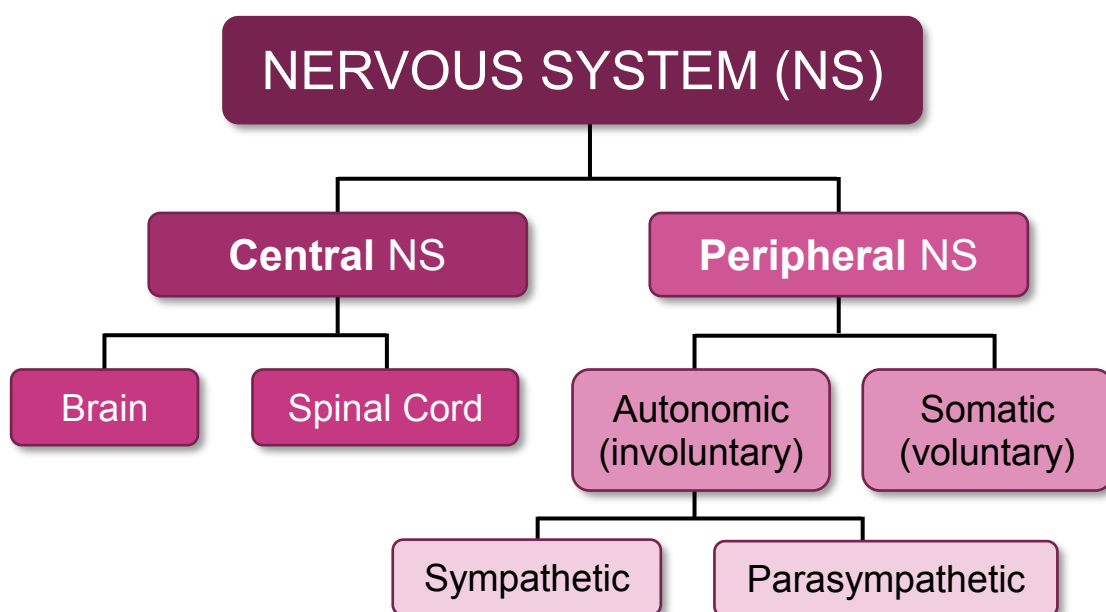 NERVOUS SYSTEM (NS)
Central NS
Peripheral NS
Brain
Spinal Cord
Autonomic
(involuntary)
Somatic
(voluntary)
Sympathetic
Parasympathetic